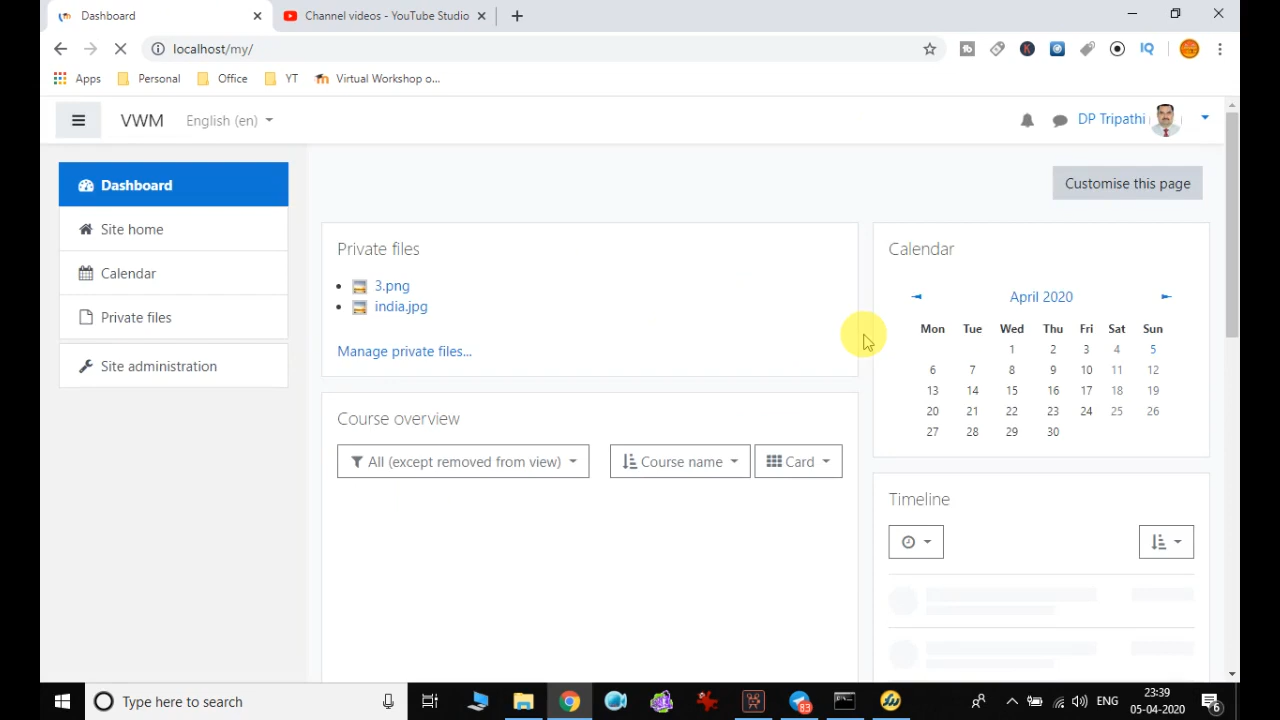 Dashboard
Channel videos - YouTube Studio
localhost/my/
Apps
Personal
Office
YT
Virtual Workshop o...
VWM
English (en)
DP Tripathi
Dashboard
Site home
Calendar
Private files
Site administration
Customise this page
Private files
3.png
india.jpg
Manage private files...
Course overview
All (except removed from view)
Course name
Card
Calendar
April 2020
Mon Tue Wed Thu Fri Sat Sun
1 2 3 4 5
6 7 8 9 10 11 12
13 14 15 16 17 18 19
20 21 22 23 24 25 26
27 28 29 30
Timeline
Type here to search
83
ENG
23:39
05-04-2020
6
K
IQ